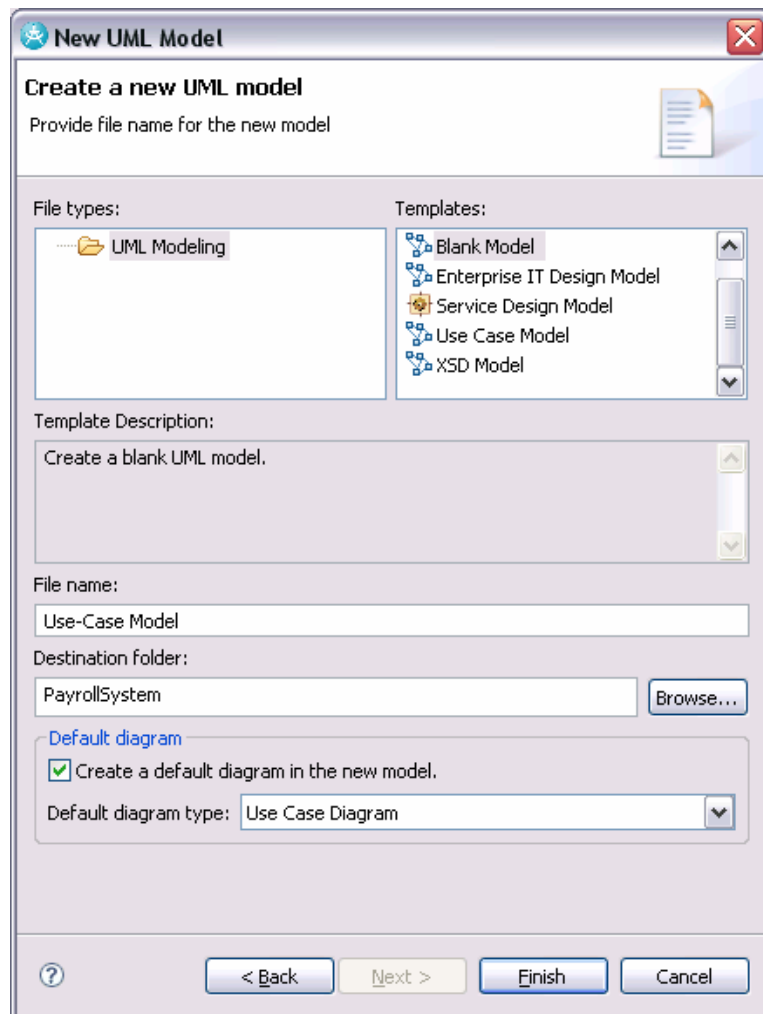 New UML Model
Create a new UML model
Provide file name for the new model
File types:
Templates:
UML Modeling
Blank Model
Enterprise IT Design Model
Service Design Model
Use Case Model
XSD Model
Template Description:
Create a blank UML model.
File name:
Use-Case Model
Destination folder:
PayrollSystem
Browse...
Default diagram
Create a default diagram in the new model.
Default diagram type: Use Case Diagram
? < Back Next > Finish Cancel